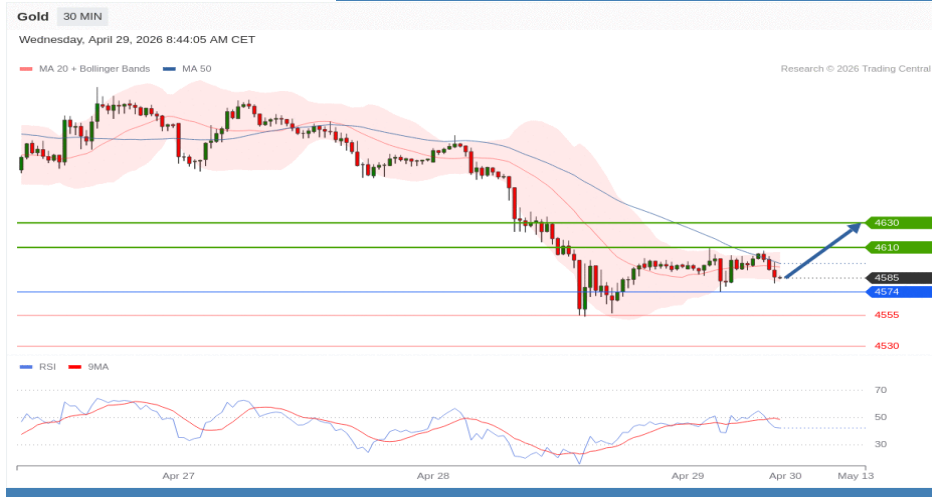 Gold 30 MIN
Wednesday, April 29, 2026 8:44:05 AM CET
MA 20 + Bollinger Bands MA 50 Research © 2026 Trading Central
4630
4610
4585
4574
4555
4530
RSI 9MA
70
50
30
Apr 27 Apr 28 Apr 29 Apr 30 May 13